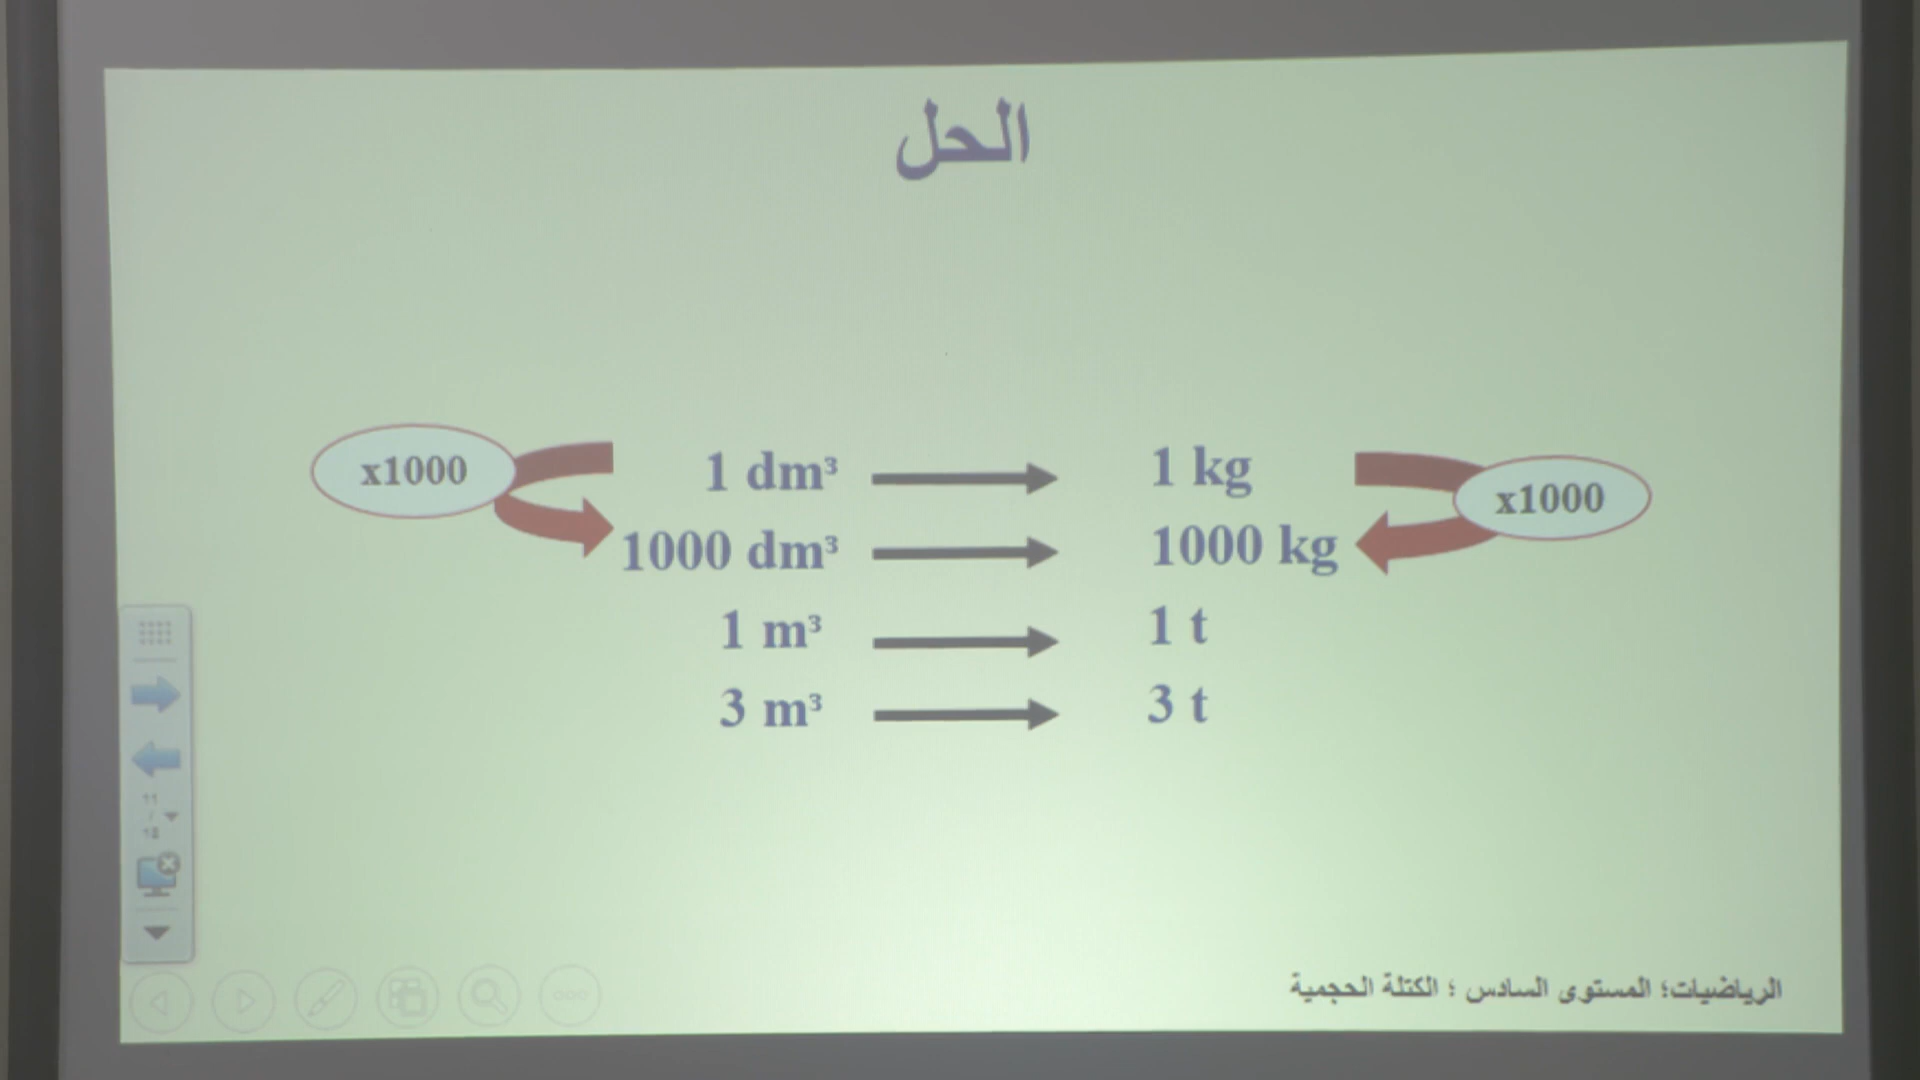 الحل
x1000
1 dm³ → 1 kg
x1000
1000 dm³ → 1000 kg
1 m³ → 1 t
3 m³ → 3 t
الرياضيات؛ المستوى السادس ؛ الكتلة الحجمية